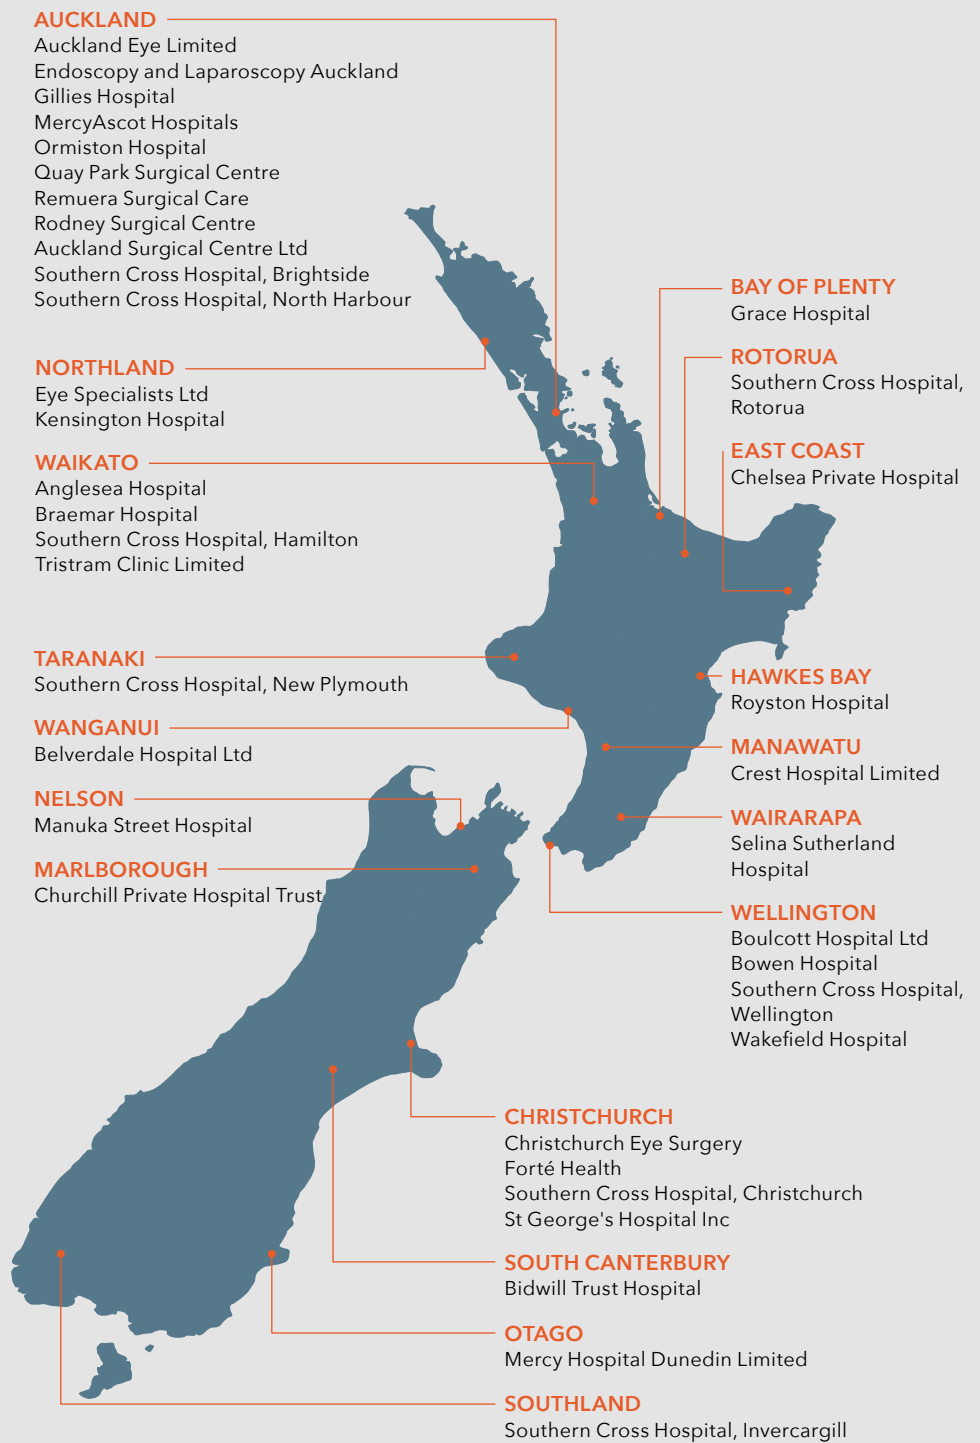 AUCKLAND
Auckland Eye Limited
Endoscopy and Laparoscopy Auckland
Gillies Hospital
MercyAscot Hospitals
Ormiston Hospital
Quay Park Surgical Centre
Remuera Surgical Care
Rodney Surgical Centre
Auckland Surgical Centre Ltd
Southern Cross Hospital, Brightside
Southern Cross Hospital, North Harbour
NORTHLAND
Eye Specialists Ltd
Kensington Hospital
WAIKATO
Anglesea Hospital
Braemar Hospital
Southern Cross Hospital, Hamilton
Tristram Clinic Limited
TARANAKI
Southern Cross Hospital, New Plymouth
WANGANUI
Belverdale Hospital Ltd
NELSON
Manuka Street Hospital
MARLBOROUGH
Churchill Private Hospital Trust
BAY OF PLENTY
Grace Hospital
ROTORUA
Southern Cross Hospital,
Rotorua
EAST COAST
Chelsea Private Hospital
HAWKES BAY
Royston Hospital
MANAWATU
Crest Hospital Limited
WAIRARAPA
Selina Sutherland
Hospital
WELLINGTON
Boulcott Hospital Ltd
Bowen Hospital
Southern Cross Hospital,
Wellington
Wakefield Hospital
CHRISTCHURCH
Christchurch Eye Surgery
Forté Health
Southern Cross Hospital, Christchurch
St George's Hospital Inc
SOUTH CANTERBURY
Bidwill Trust Hospital
OTAGO
Mercy Hospital Dunedin Limited
SOUTHLAND
Southern Cross Hospital, Invercargill